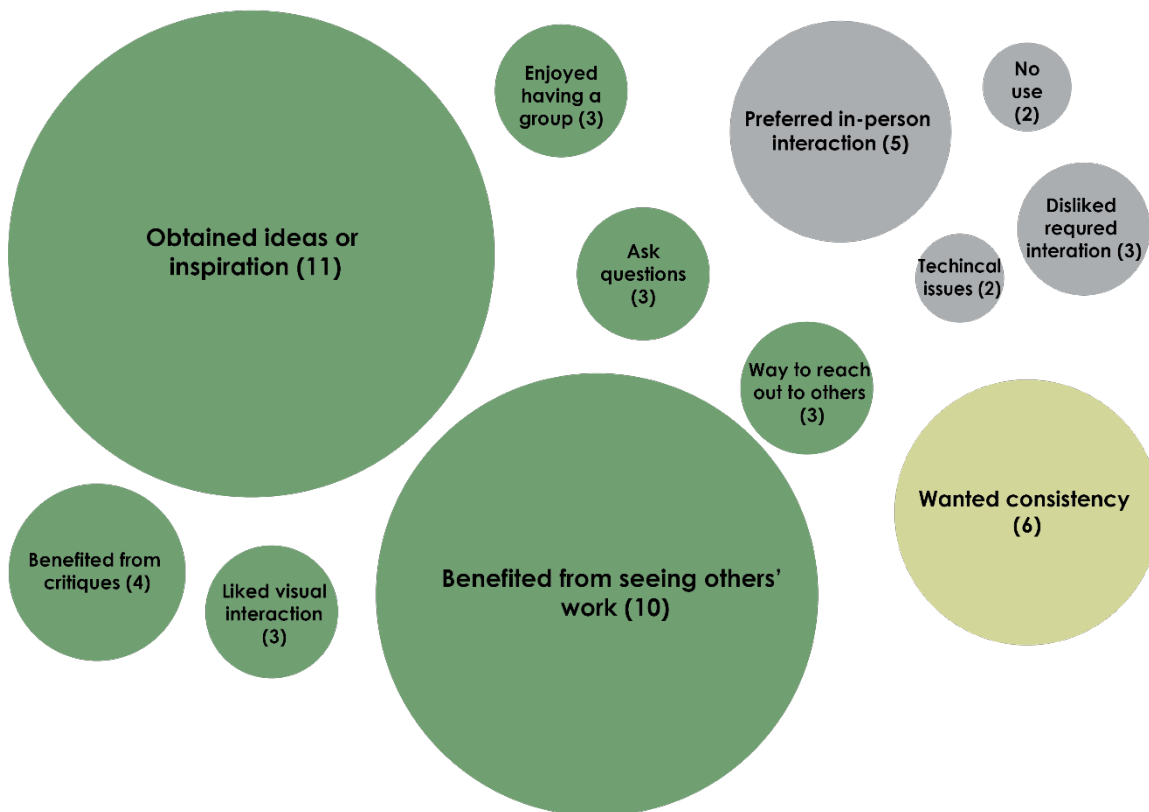 Enjoyed
having a
group (3)
No
use
(2)
Preferred in-person
interaction (5)
Disliked
requred
interation (3)
Obtained ideas or
inspiration (11)
Ask
questions
(3)
Techincal
issues (2)
Way to reach
out to others
(3)
Wanted consistency
(6)
Benefited from
critiques (4)
Liked visual
interaction
(3)
Benefited from seeing others’
work (10)